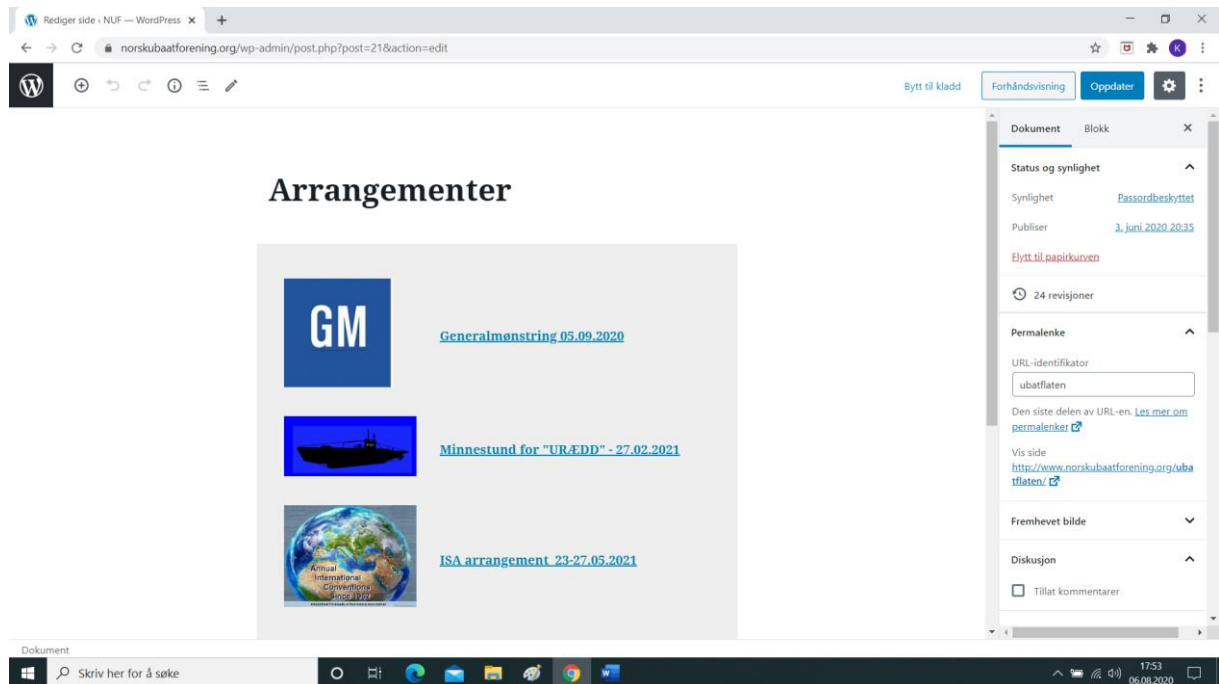 Rediger side ‹ NUF — WordPress
norskubaatforening.org/wp-admin/post.php?post=21&action=edit
K
Bytt til kladd
Forhåndsvisning
Oppdater
Dokument
Blokk
Status og synlighet
Synlighet
Passordbeskyttet
Publiser
3. juni 2020 20:35
Flytt til papirkurven
24 revisjoner
Permalenke
URL-identifikator
ubatflaten
Den siste delen av URL-en. Les mer om
permalenker
Vis side
http://www.norskubaatforening.org/uba
tflaten/
Fremhevet bilde
Diskusjon
Tillat kommentarer
Arrangementer
GM
Generalmønstring 05.09.2020
Minnestund for "URÆDD" - 27.02.2021
Annual
International
Conventions
Since 1962
ISA arrangement 23-27.05.2021
Dokument
Skriv her for å søke
W
17:53
06.08.2020